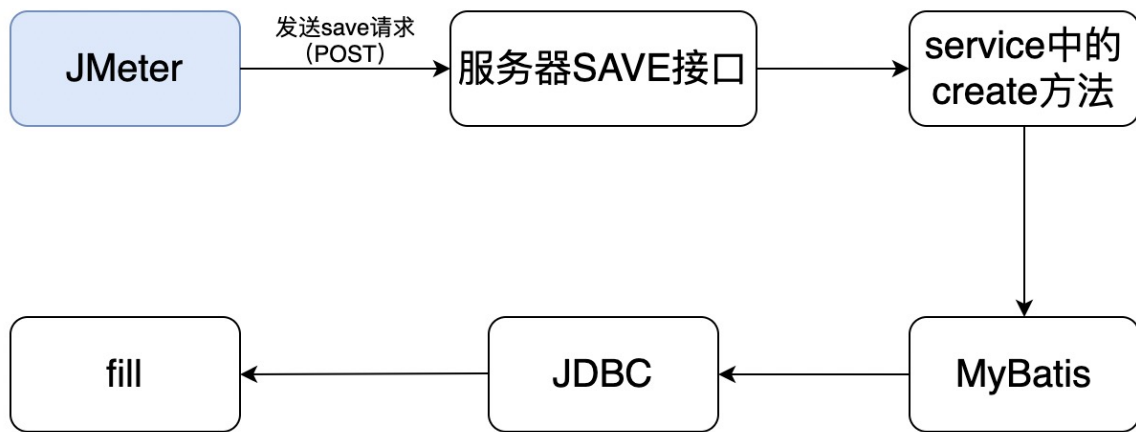 JMeter
发送save请求
（POST）
服务器SAVE接口
service中的
create方法
fill
JDBC
MyBatis